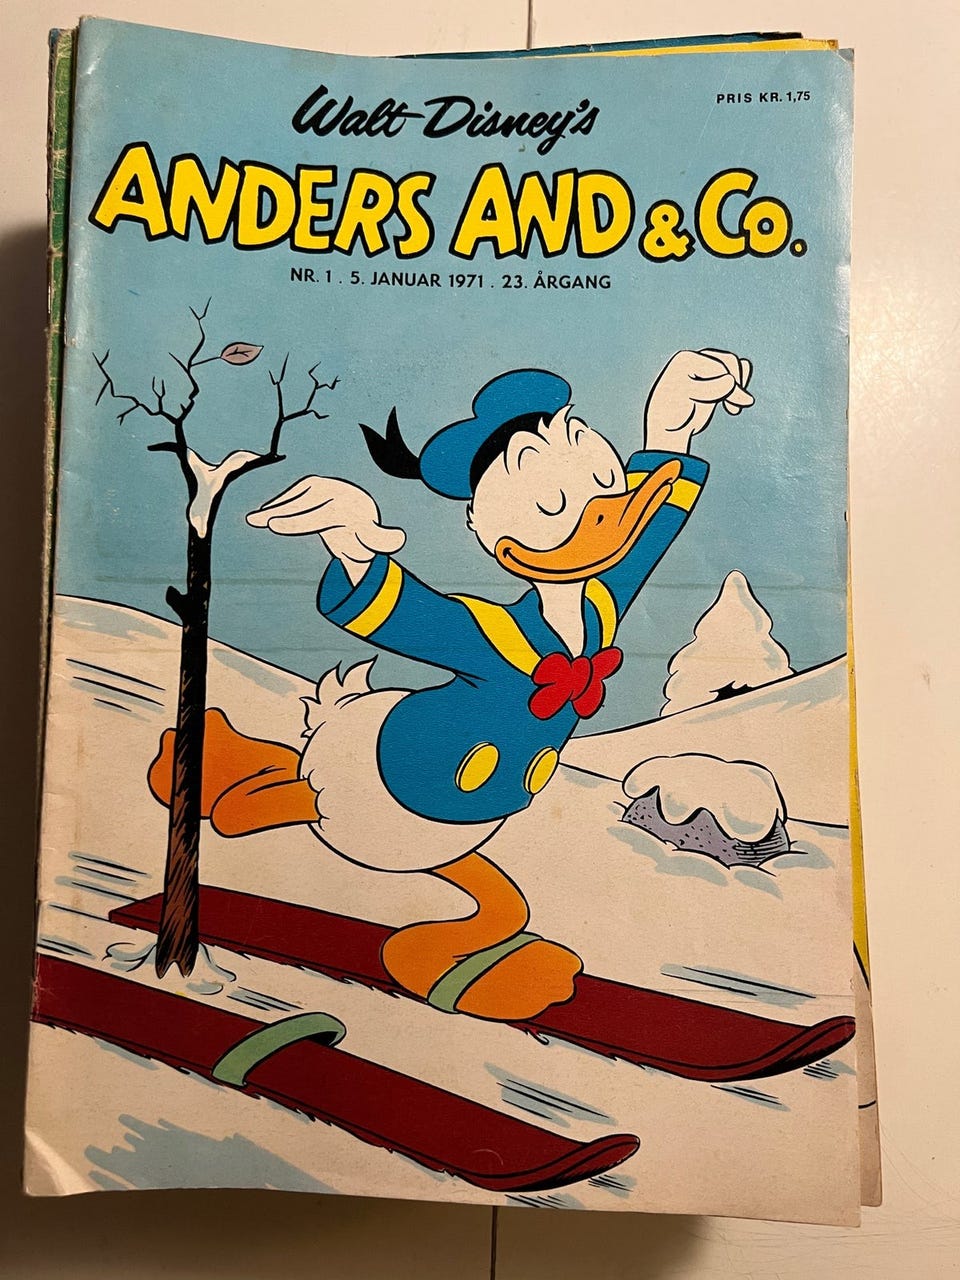 PRIS KR. 1,75
Walt Disney's
ANDERS AND & Co.
NR. 1 . 5. JANUAR 1971 . 23. ÅRGANG